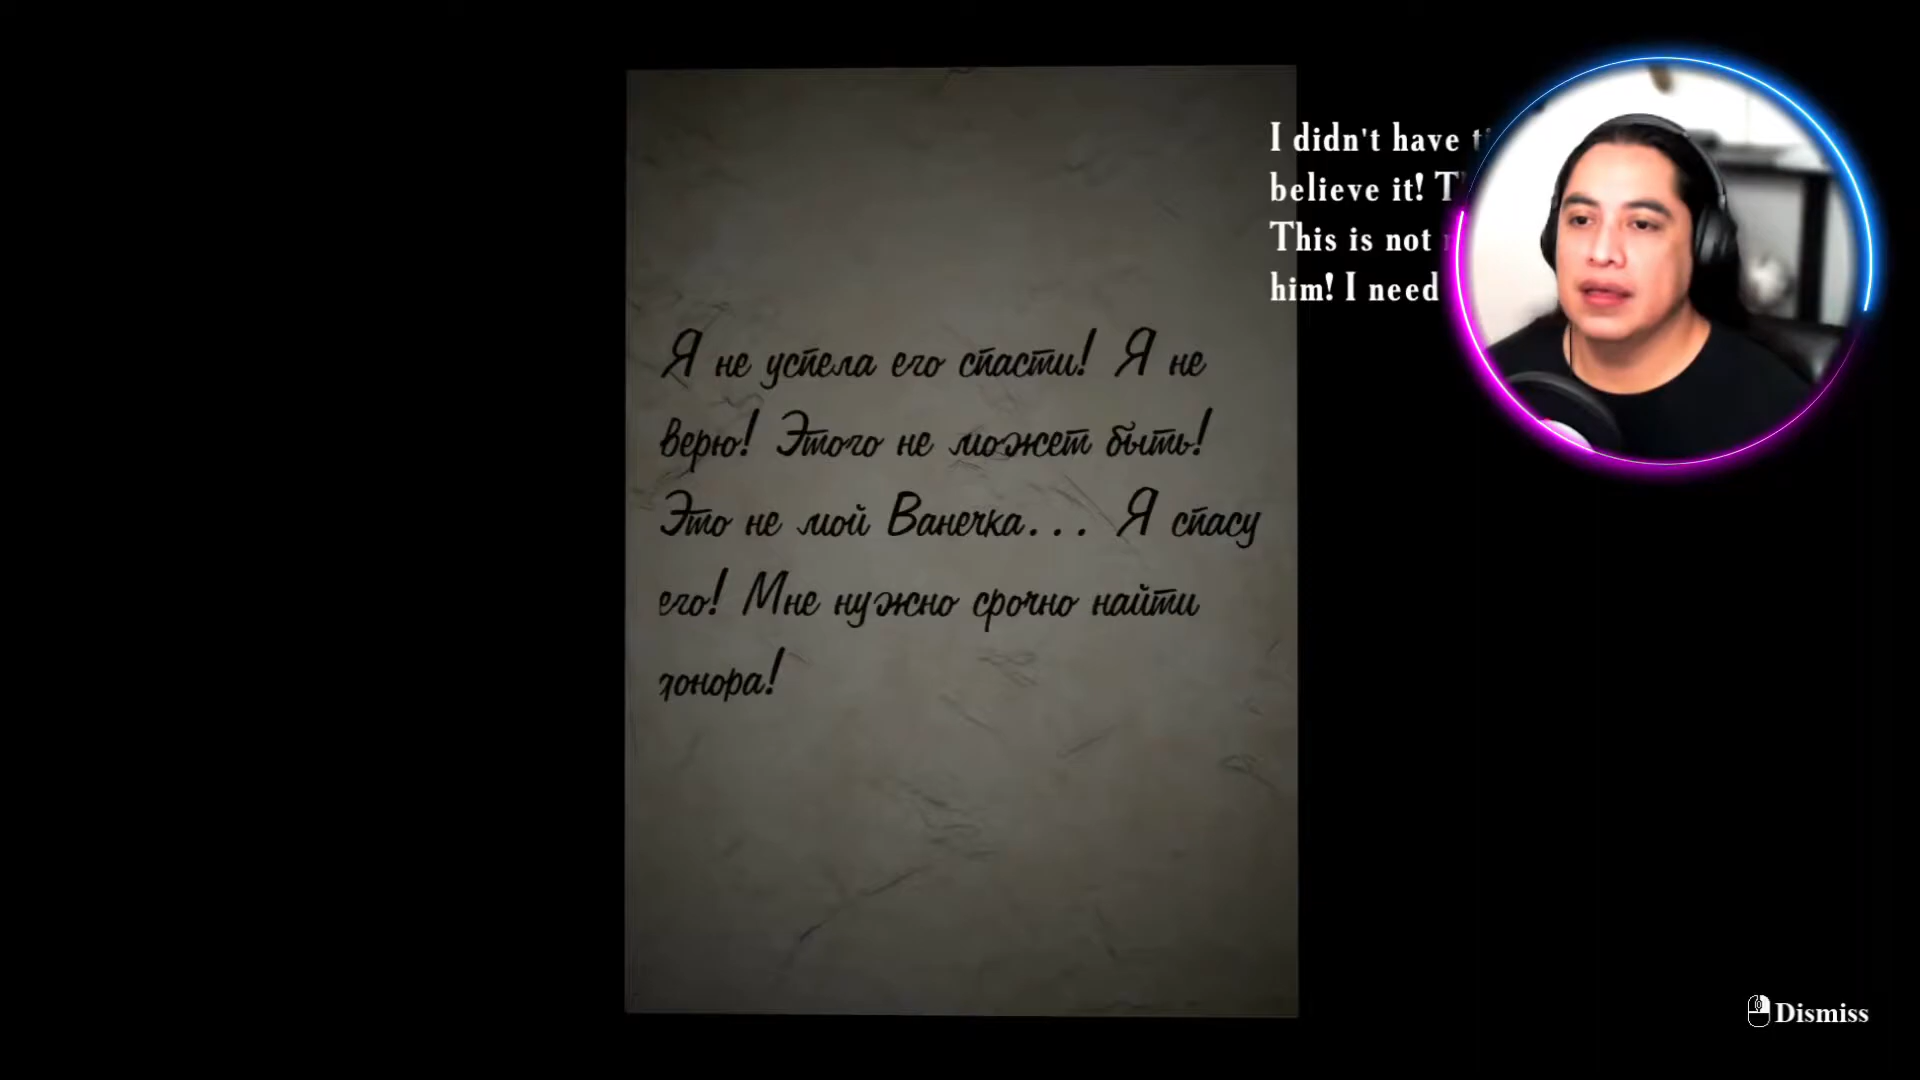 Я не успела его спасти! Я не
верю! Этого не может быть!
Это не мой Ванечка... Я спасу
его! Мне нужно срочно найти
донора!
I didn't have
believe it!
This is not
him! I need
Dismiss